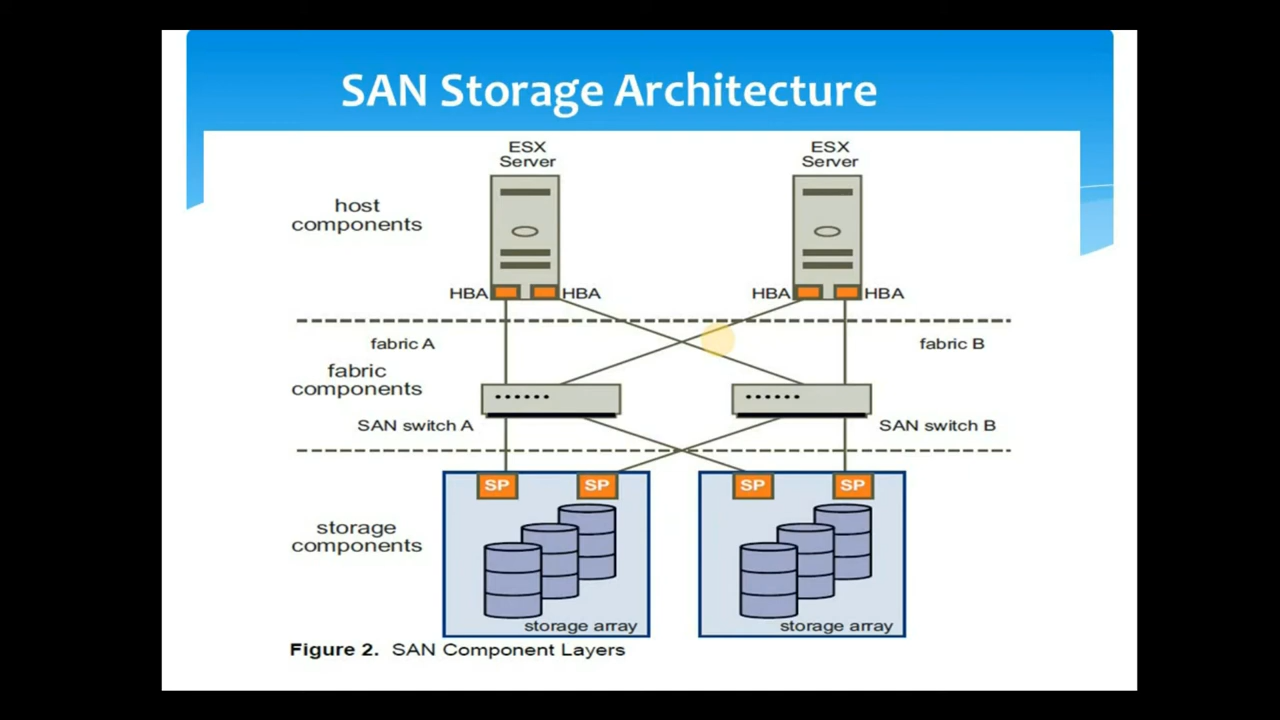 SAN Storage Architecture
ESX
Server
ESX
Server
host
components
HBA
HBA
HBA
HBA
fabric A
fabric B
fabric
components
SAN switch A
SAN switch B
SP
SP
SP
SP
storage
components
storage array
storage array
Figure 2. SAN Component Layers